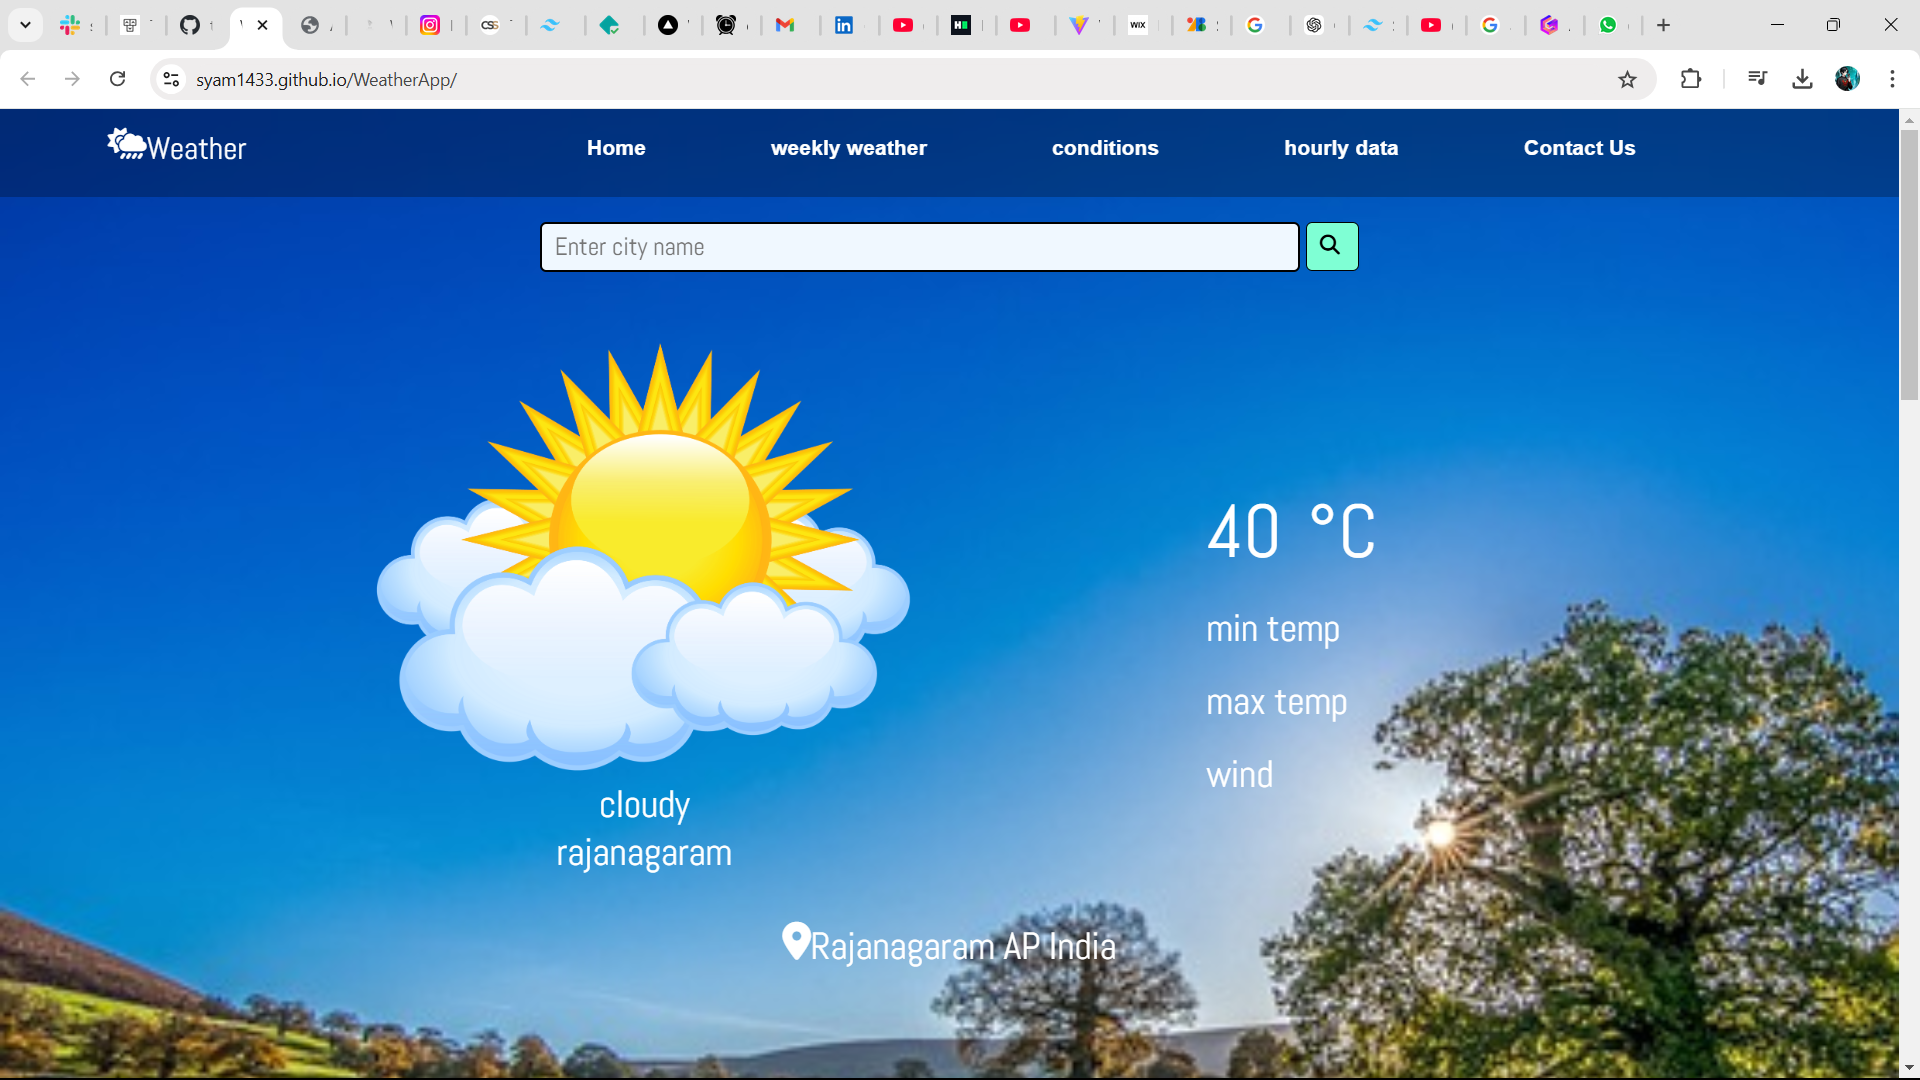 syam1433.github.io/WeatherApp/
Weather
Home
weekly weather
conditions
hourly data
Contact Us
Enter city name
40 °C
min temp
max temp
wind
cloudy
rajanagaram
Rajanagaram AP India